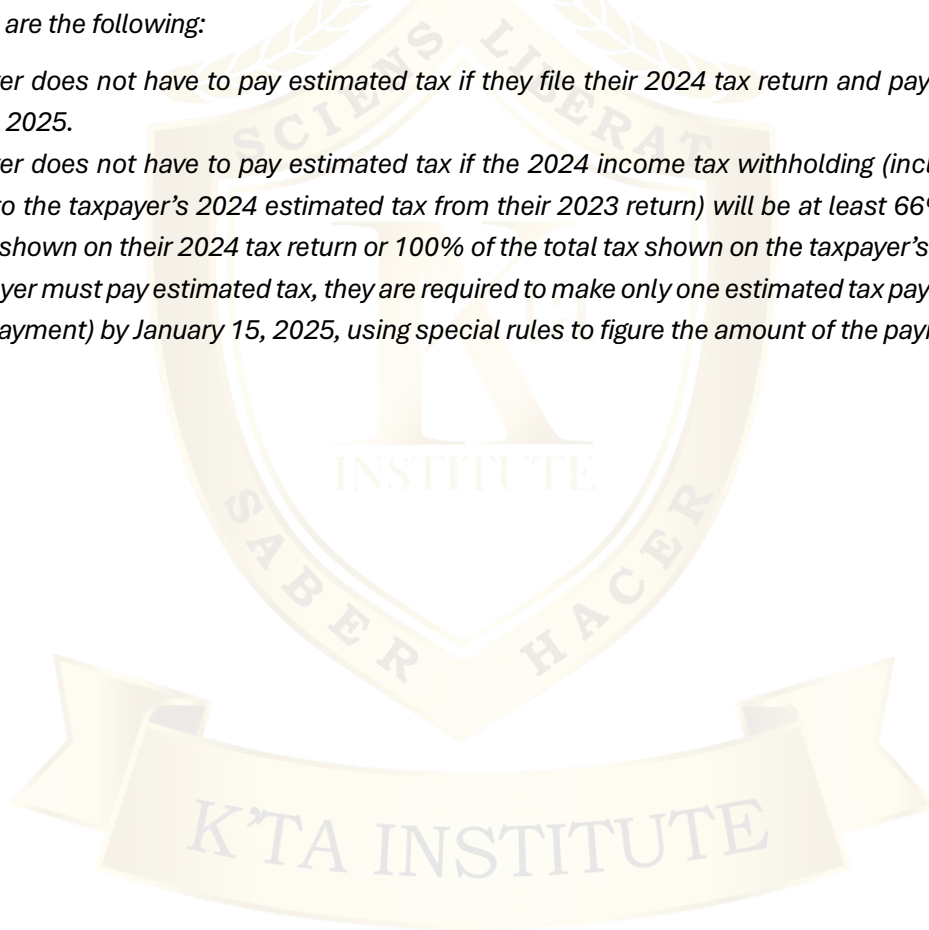 are the following:
er does not have to pay estimated tax if they file their 2024 tax return and pay
2025.
er does not have to pay estimated tax if the 2024 income tax withholding (incl
to the taxpayer's 2024 estimated tax from their 2023 return) will be at least 66
shown on their 2024 tax return or 100% of the total tax shown on the taxpayer's
yer must pay estimated tax, they are required to make only one estimated tax pay
ayment) by January 15, 2025, using special rules to figure the amount of the pay
SCIENS LIBERAT
K
INSTITUTE
SABER HACER
K'TA INSTITUTE